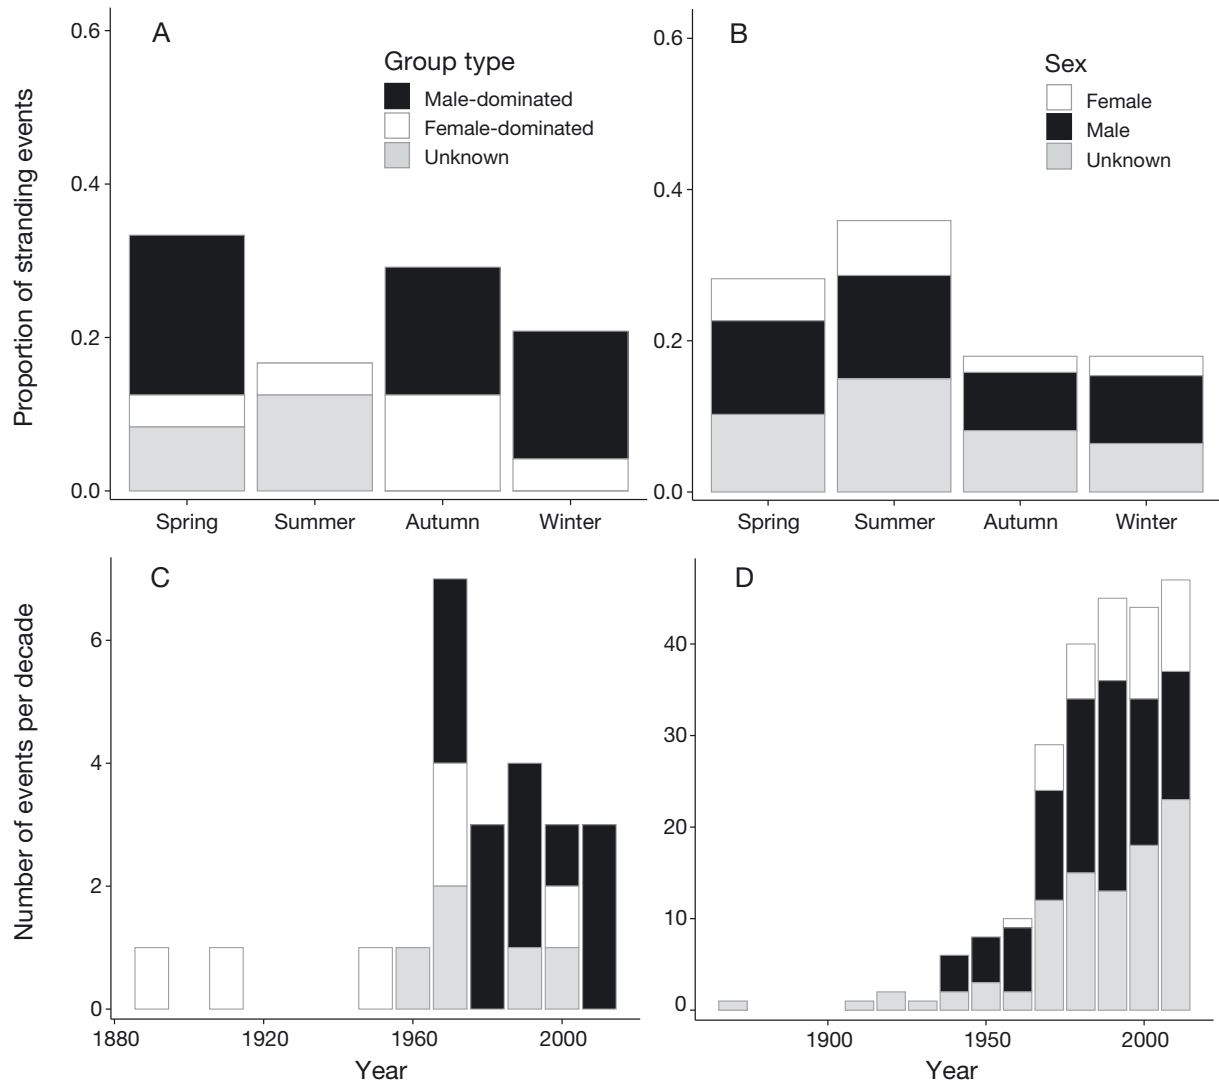 A
B
0.6
0.4
0.2
0.0
Proportion of stranding events
Group type
Male-dominated
Female-dominated
Unknown
Spring
Summer
Autumn
Winter
0.6
0.4
0.2
0.0
Sex
Female
Male
Unknown
Spring
Summer
Autumn
Winter
C
D
6
4
2
0
Number of events per decade
1880
1920
1960
2000
Year
40
30
20
10
0
1900
1950
2000
Year